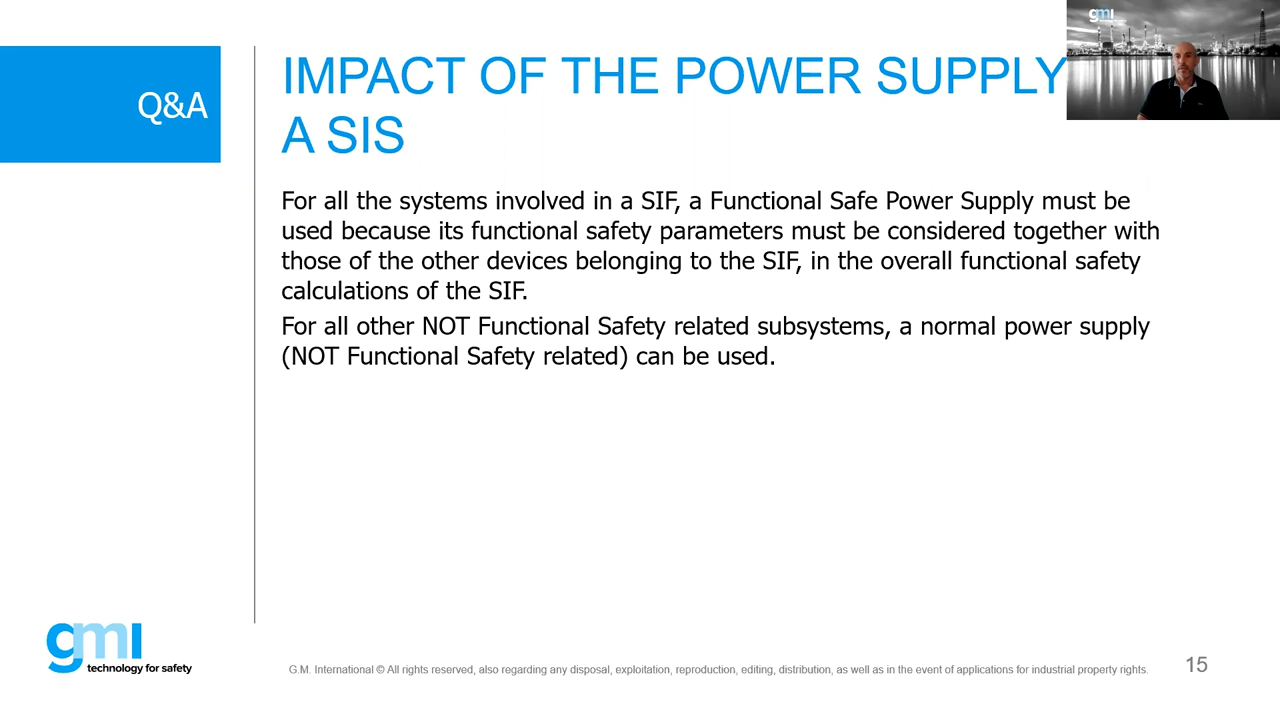 gmi
Q&A
IMPACT OF THE POWER SUPPLY
A SIS
For all the systems involved in a SIF, a Functional Safe Power Supply must be
used because its functional safety parameters must be considered together with
those of the other devices belonging to the SIF, in the overall functional safety
calculations of the SIF.
For all other NOT Functional Safety related subsystems, a normal power supply
(NOT Functional Safety related) can be used.
gmi
technology for safety
G.M. International © All rights reserved, also regarding any disposal, exploitation, reproduction, editing, distribution, as well as in the event of applications for industrial property rights.
15